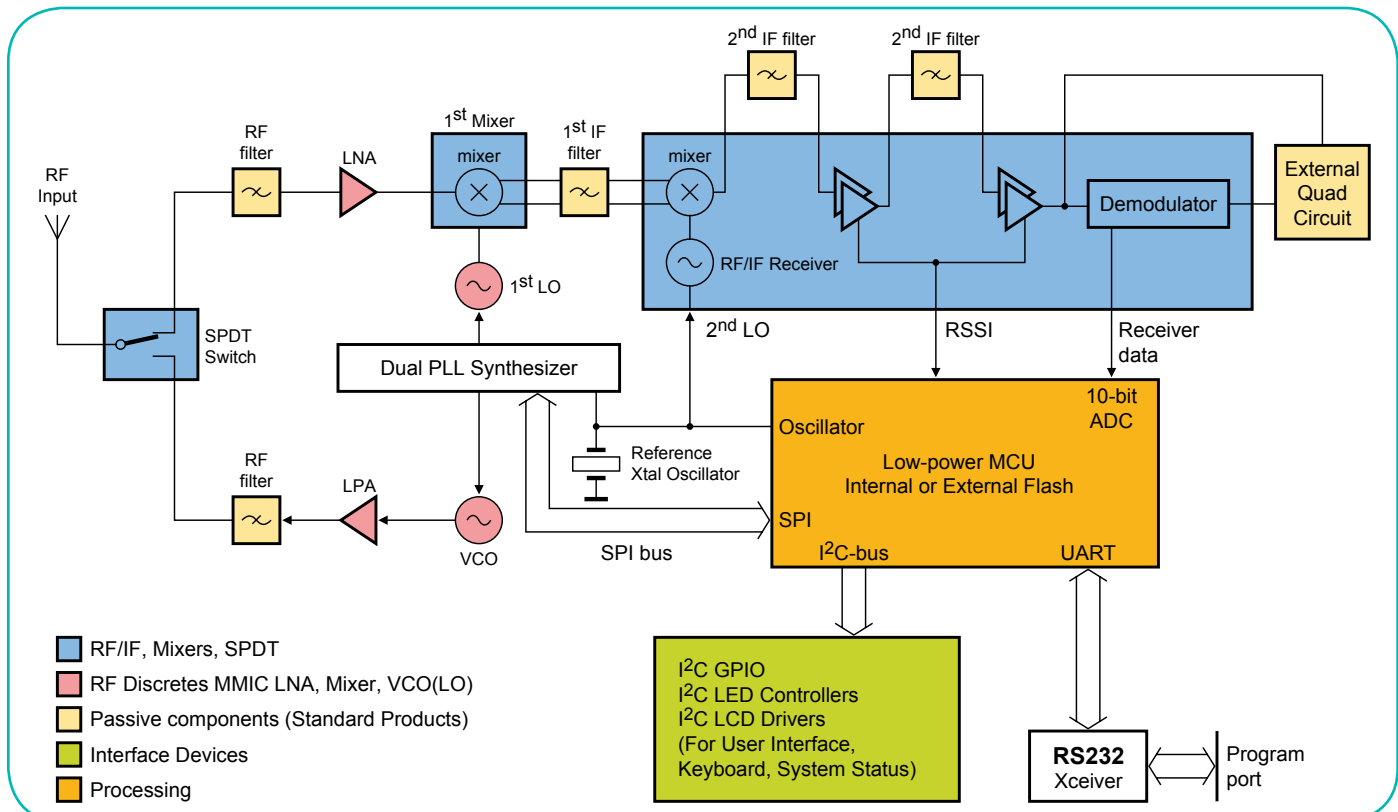 2nd IF filter
2nd IF filter
1st Mixer
RF
filter
LNA
1st IF
filter
RF
Input
mixer
mixer
External
Quad
Circuit
Demodulator
RF/IF Receiver
1st LO
SPDT
Switch
2nd LO
RSSI
Receiver
data
Dual PLL Synthesizer
10-bit
ADC
Oscillator
Reference
Xtal Oscillator
Low-power MCU
Internal or External Flash
RF
filter
LPA
VCO
SPI bus
SPI
I2C-bus
UART
RF/IF, Mixers, SPDT
RF Discretes MMIC LNA, Mixer, VCO(LO)
Passive components (Standard Products)
Interface Devices
Processing
I2C GPIO
I2C LED Controllers
I2C LCD Drivers
(For User Interface,
Keyboard, System Status)
RS232
Xceiver
Program
port